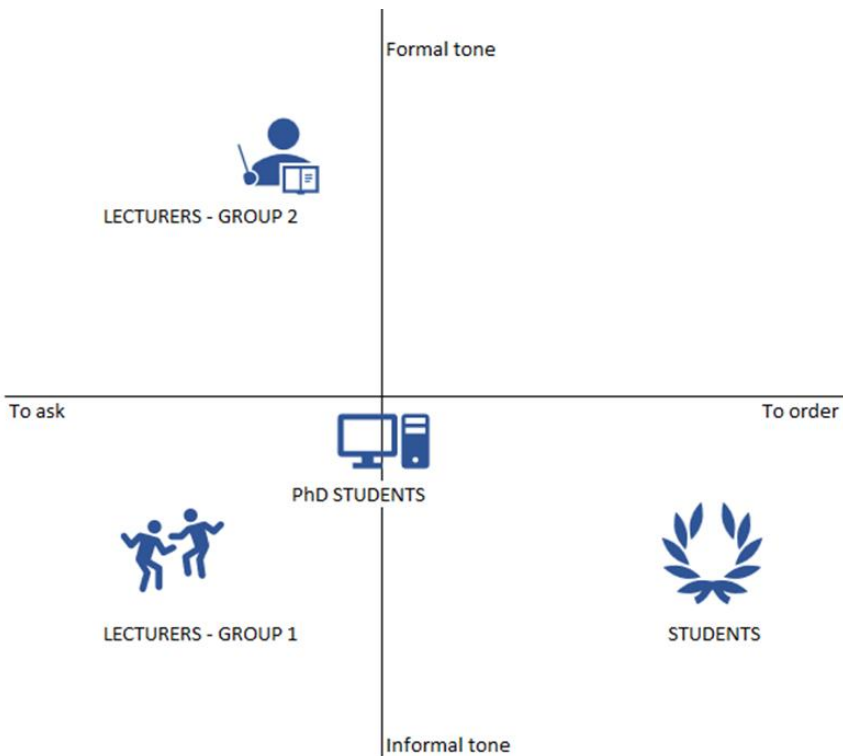 Formal tone
LECTURERS - GROUP 2
To ask
To order
PhD STUDENTS
LECTURERS - GROUP 1
STUDENTS
Informal tone